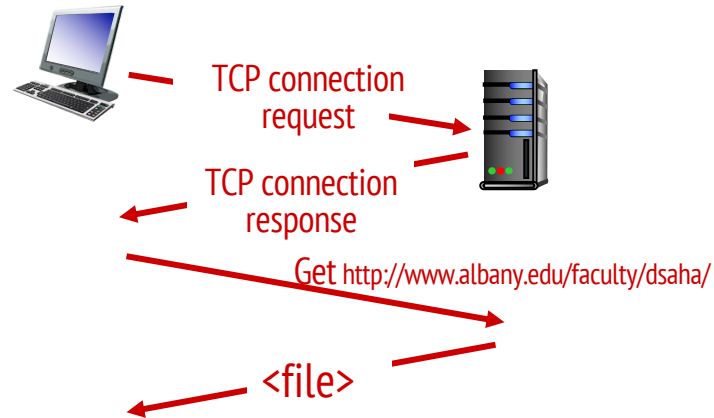 TCP connection
request
TCP connection
response
Get http://www.albany.edu/faculty/dsaha/
<file>